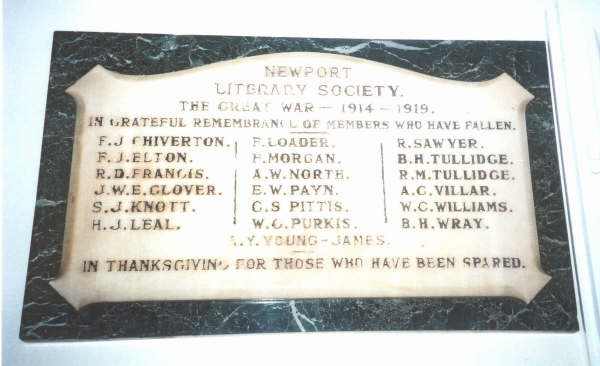 NEWPORT
LITERARY SOCIETY.
THE GREAT WAR — 1914 — 1919.
IN GRATEFUL REMEMBRANCE OF MEMBERS WHO HAVE FALLEN.
F. J. CHIVERTON. F. LOADER. R. SAWYER.
F. J. ELTON. F. MORGAN. B. H. TULLIDGE.
R. D. FRANCIS. A. W. NORTH. R. M. TULLIDGE.
J. W. E. GLOVER. E. W. PAYN. A. G. VILLAR.
S. J. KNOTT. C. S PITTIS. W. C. WILLIAMS.
H. J. LEAL. W. G. PURKIS. B. H. WRAY.
A. Y. YOUNG-JAMES.
IN THANKSGIVING FOR THOSE WHO HAVE BEEN SPARED.